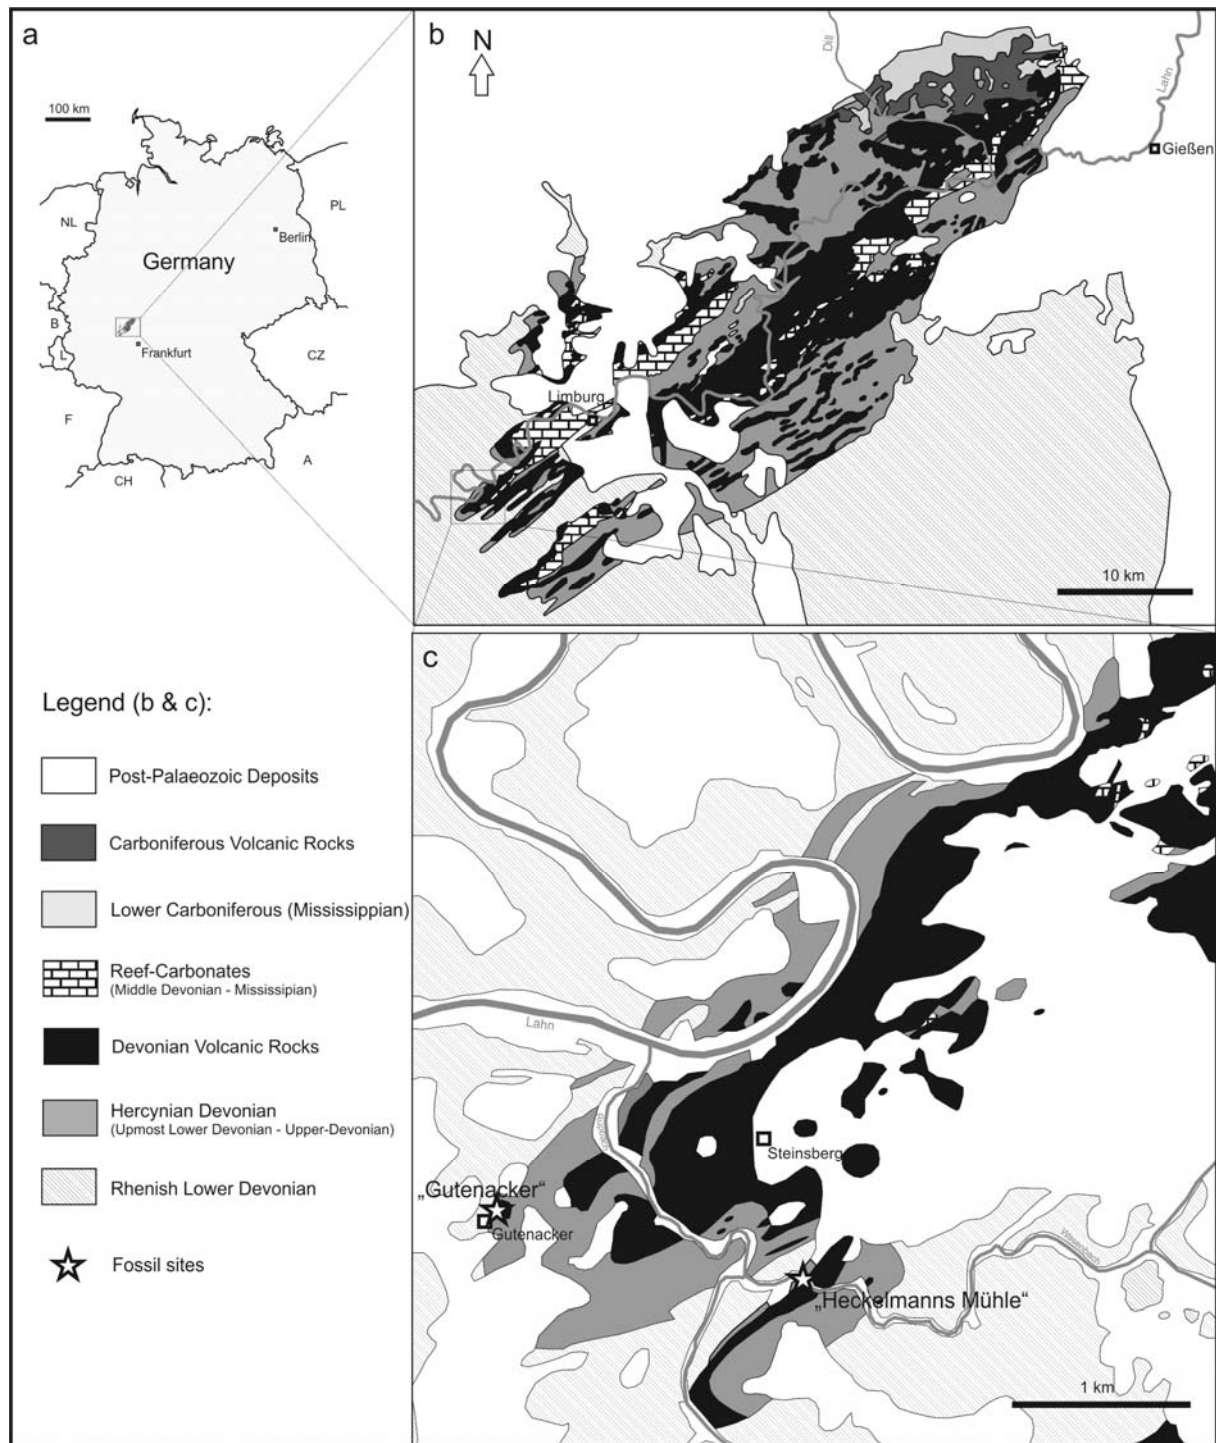 a
100 km
NL
PL
Berlin
Germany
B
L
Frankfurt
CZ
F
A
CH
b
N
Dill
Lahn
Gießen
Limburg
10 km
Legend (b & c):
Post-Palaeozoic Deposits
Carboniferous Volcanic Rocks
Lower Carboniferous (Mississippian)
Reef-Carbonates
(Middle Devonian - Mississipian)
Devonian Volcanic Rocks
Hercynian Devonian
(Upmost Lower Devonian - Upper-Devonian)
Rhenish Lower Devonian
Fossil sites
c
Lahn
Steinsberg
„Gutenacker“
Gutenacker
Wasenbach
„Heckelmanns Mühle“
1 km